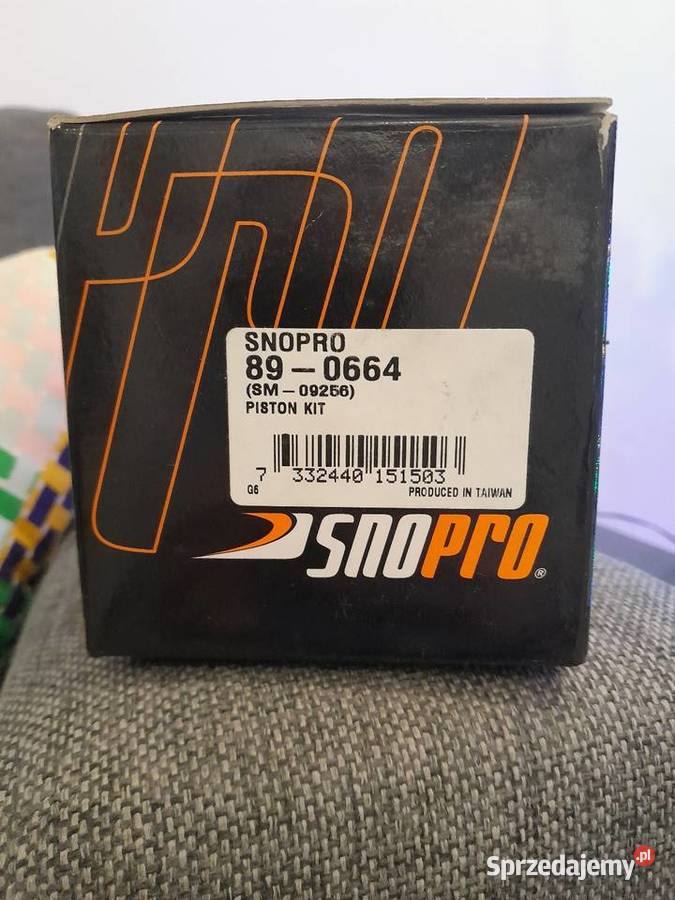 SNOPRO
89-0664
(SM-09256)
PISTON KIT
7 332440 151503
G6 PRODUCED IN TAIWAN
SNOPRO®
Sprzedajemy.pl